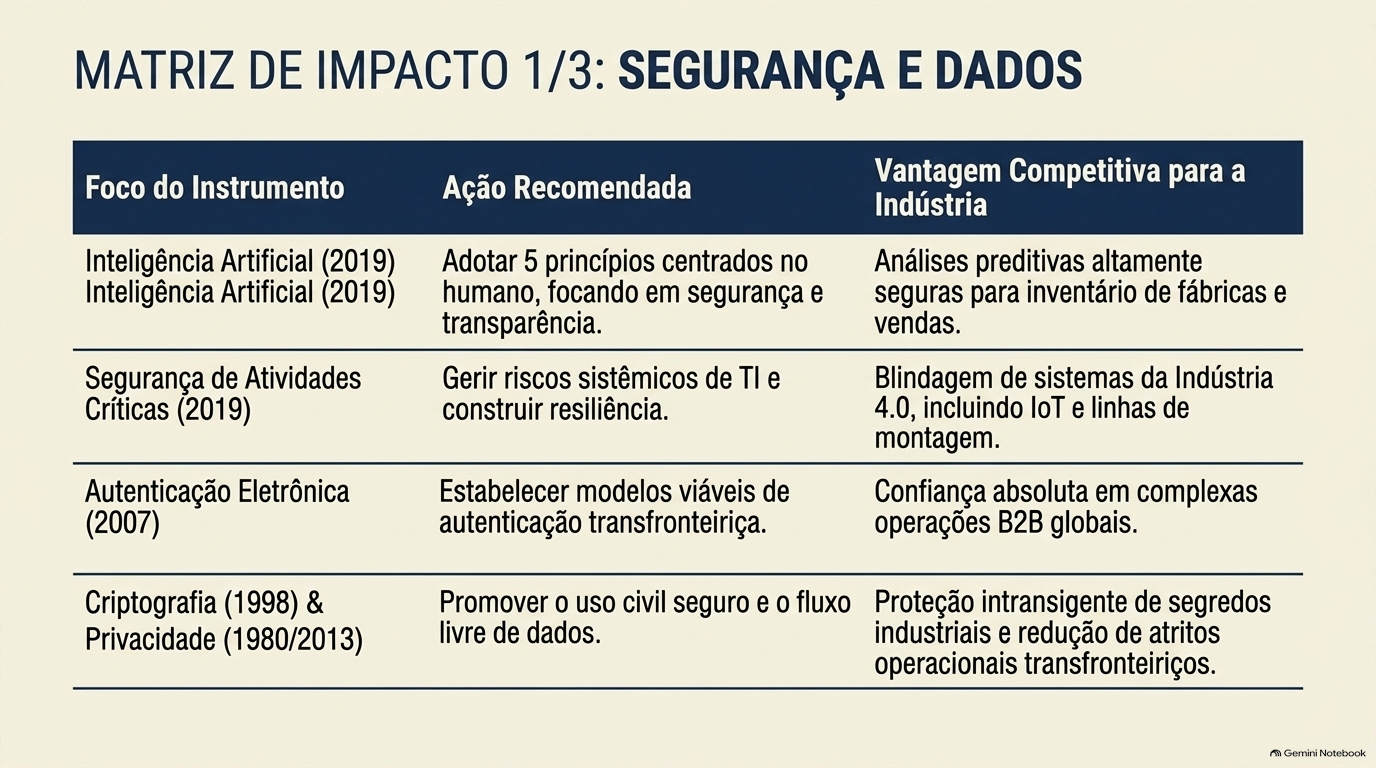 MATRIZ DE IMPACTO 1/3: SEGURANÇA E DADOS
Foco do Instrumento
Ação Recomendada
Vantagem Competitiva para a
Indústria
Inteligência Artificial (2019)
Inteligência Artificial (2019)
Adotar 5 princípios centrados no
humano, focando em segurança e
transparência.
Análises preditivas altamente
seguras para inventário de fábricas e
vendas.
Segurança de Atividades
Críticas (2019)
Gerir riscos sistêmicos de TI e
construir resiliência.
Blindagem de sistemas da Indústria
4.0, incluindo IoT e linhas de
montagem.
Autenticação Eletrônica
(2007)
Estabelecer modelos viáveis de
autenticação transfronteiriça.
Confiança absoluta em complexas
operações B2B globais.
Criptografia (1998) &
Privacidade (1980/2013)
Promover o uso civil seguro e o fluxo
livre de dados.
Proteção intransigente de segredos
industriais e redução de atritos
operacionais transfronteiriços.
Gemini Notebook